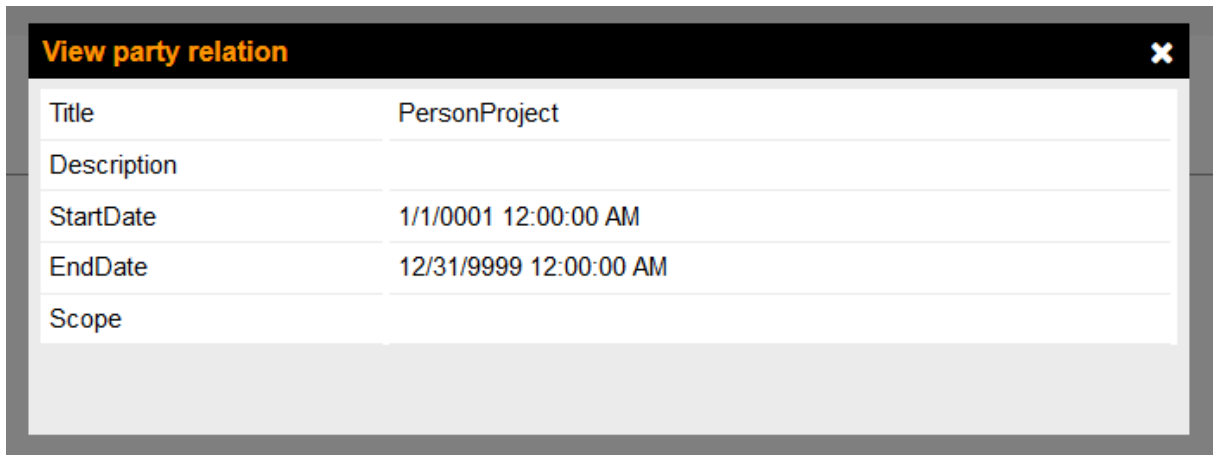 View party relation
Title PersonProject
Description
StartDate 1/1/0001 12:00:00 AM
EndDate 12/31/9999 12:00:00 AM
Scope